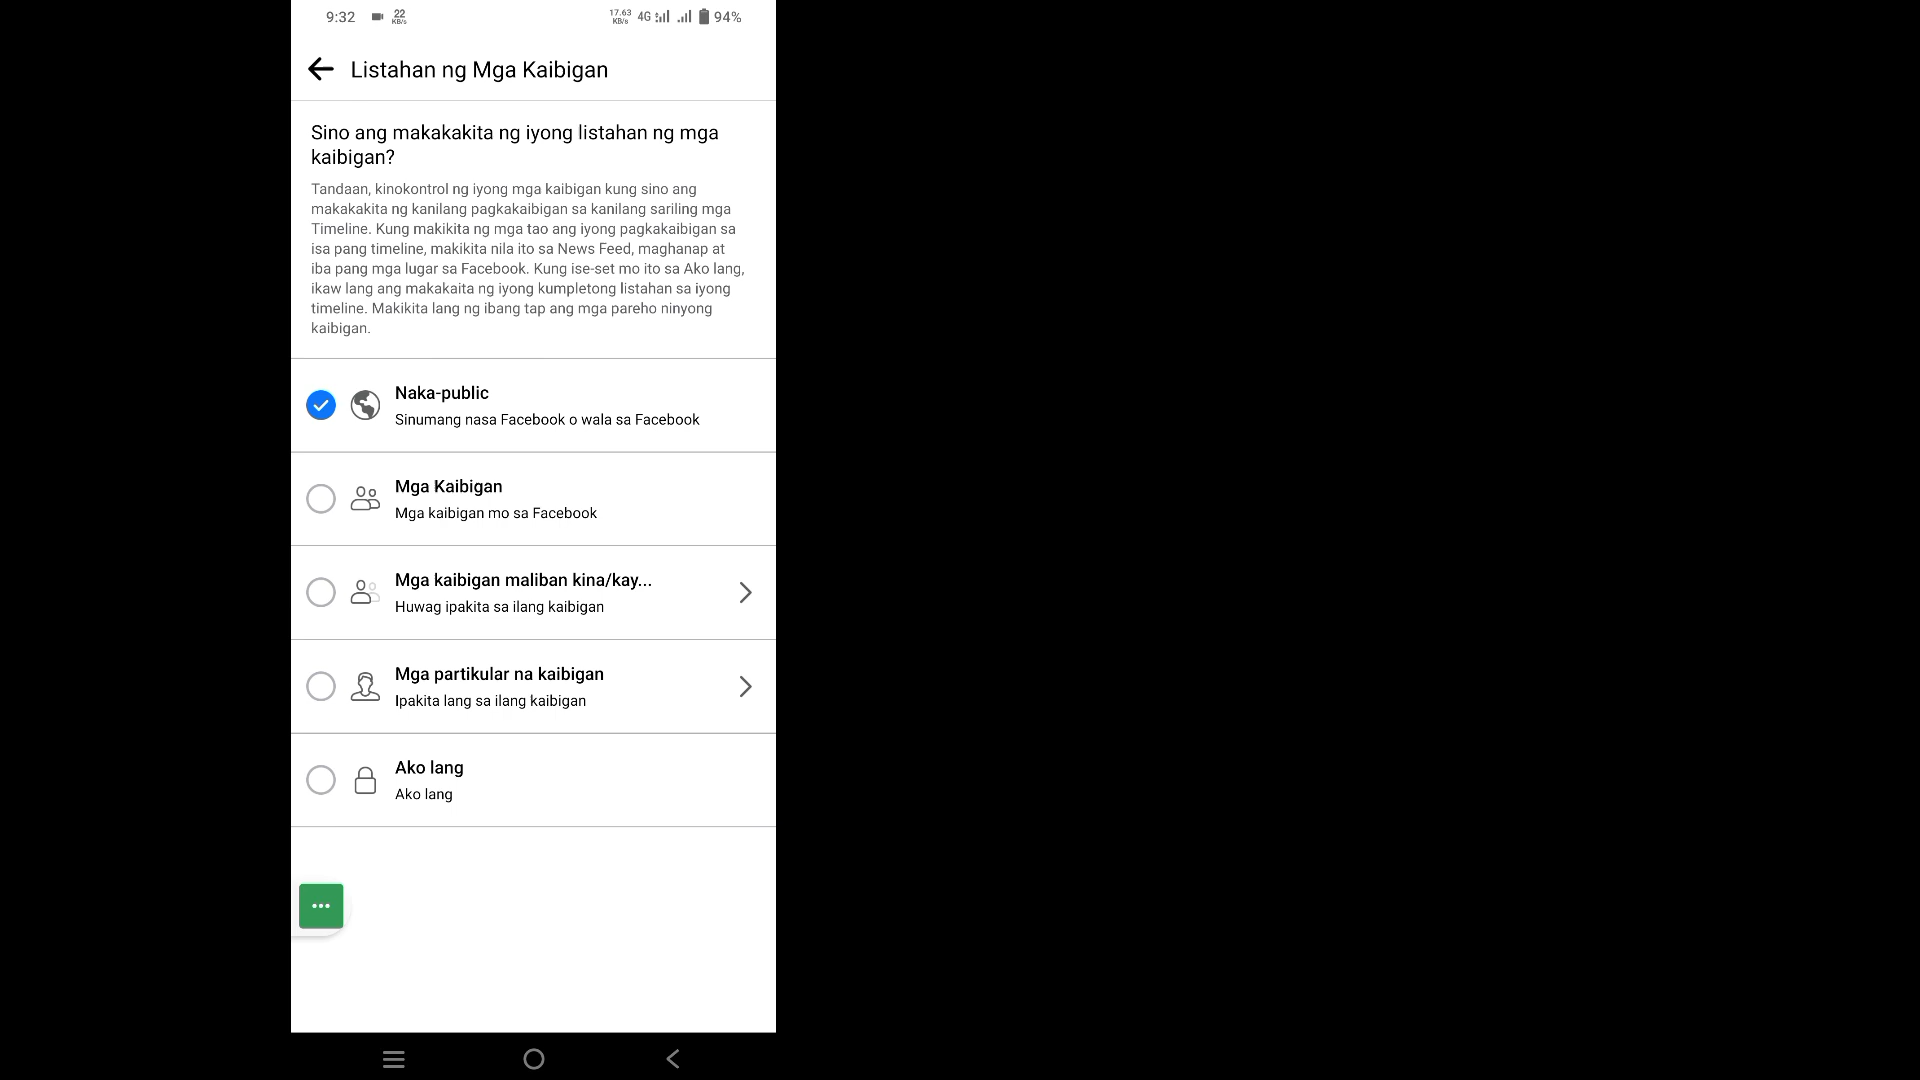 9:32
22
KB/s
17.63
KB/s
4G
94%
Listahan ng Mga Kaibigan
Sino ang makakakita ng iyong listahan ng mga
kaibigan?
Tandaan, kinokontrol ng iyong mga kaibigan kung sino ang
makakakita ng kanilang pagkakaibigan sa kanilang sariling mga
Timeline. Kung makikita ng mga tao ang iyong pagkakaibigan sa
isa pang timeline, makikita nila ito sa News Feed, maghanap at
iba pang mga lugar sa Facebook. Kung ise-set mo ito sa Ako lang,
ikaw lang ang makakaita ng iyong kumpletong listahan sa iyong
timeline. Makikita lang ng ibang tap ang mga pareho ninyong
kaibigan.
Naka-public
Sinumang nasa Facebook o wala sa Facebook
Mga Kaibigan
Mga kaibigan mo sa Facebook
Mga kaibigan maliban kina/kay...
Huwag ipakita sa ilang kaibigan
Mga partikular na kaibigan
Ipakita lang sa ilang kaibigan
Ako lang
Ako lang